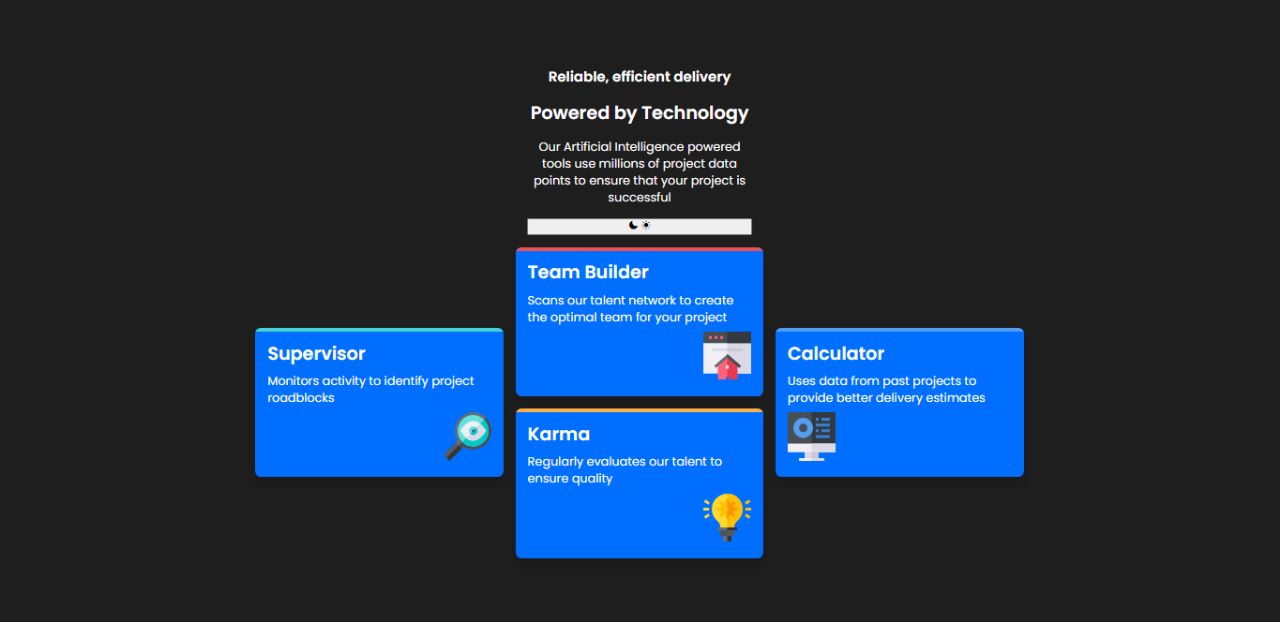 Reliable, efficient delivery
Powered by Technology
Our Artificial Intelligence powered
tools use millions of project data
points to ensure that your project is
successful
Team Builder
Scans our talent network to create
the optimal team for your project
Supervisor
Monitors activity to identify project
roadblocks
Calculator
Uses data from past projects to
provide better delivery estimates
Karma
Regularly evaluates our talent to
ensure quality